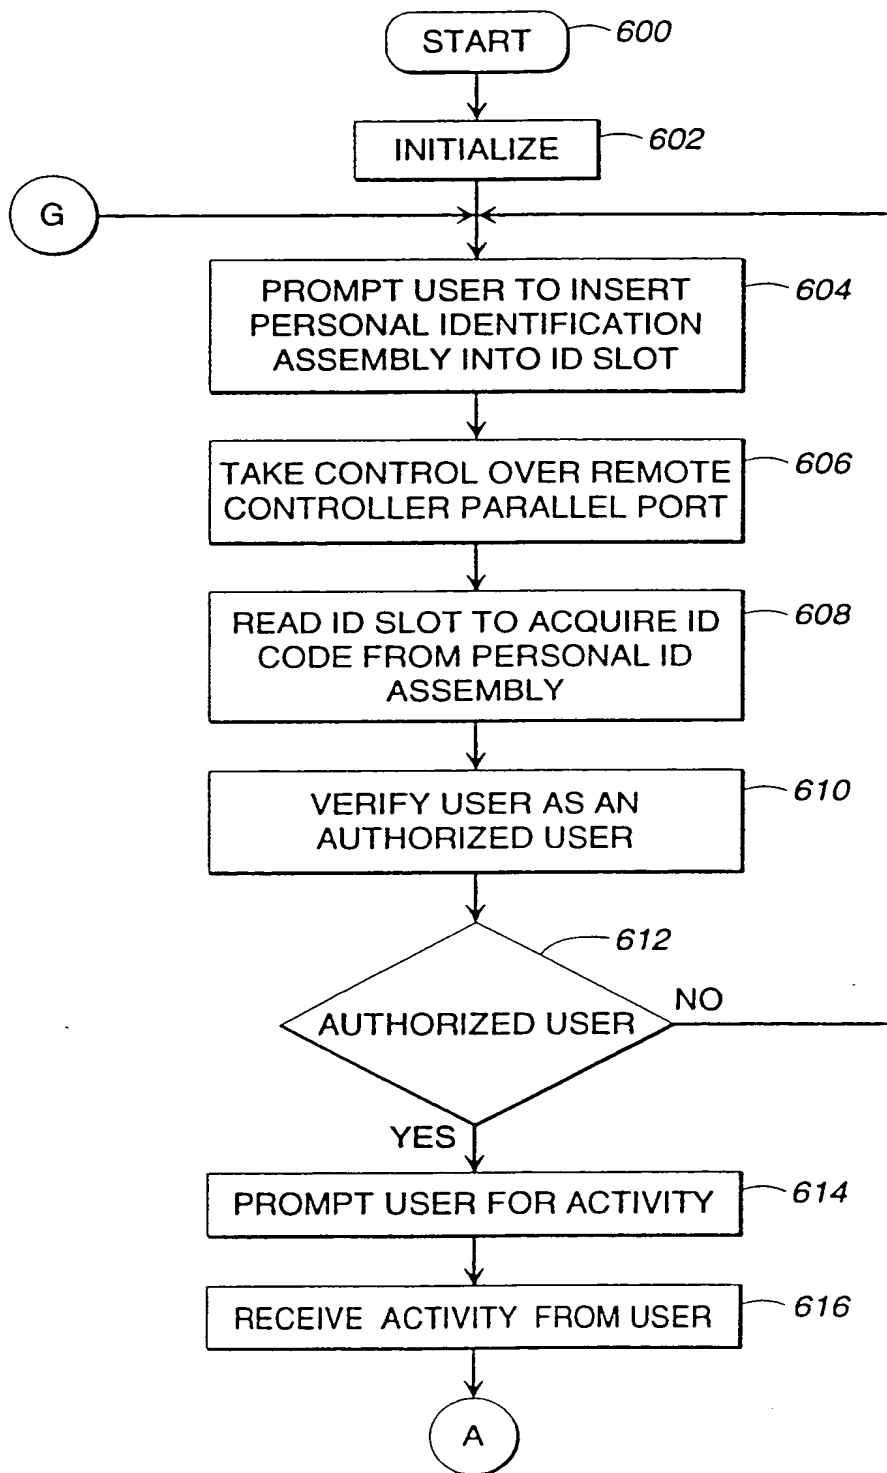 START
600
INITIALIZE
602
G
PROMPT USER TO INSERT
PERSONAL IDENTIFICATION
ASSEMBLY INTO ID SLOT
604
TAKE CONTROL OVER REMOTE
CONTROLLER PARALLEL PORT
606
READ ID SLOT TO ACQUIRE ID
CODE FROM PERSONAL ID
ASSEMBLY
608
VERIFY USER AS AN
AUTHORIZED USER
610
612
AUTHORIZED USER
NO
YES
PROMPT USER FOR ACTIVITY
614
RECEIVE ACTIVITY FROM USER
616
A